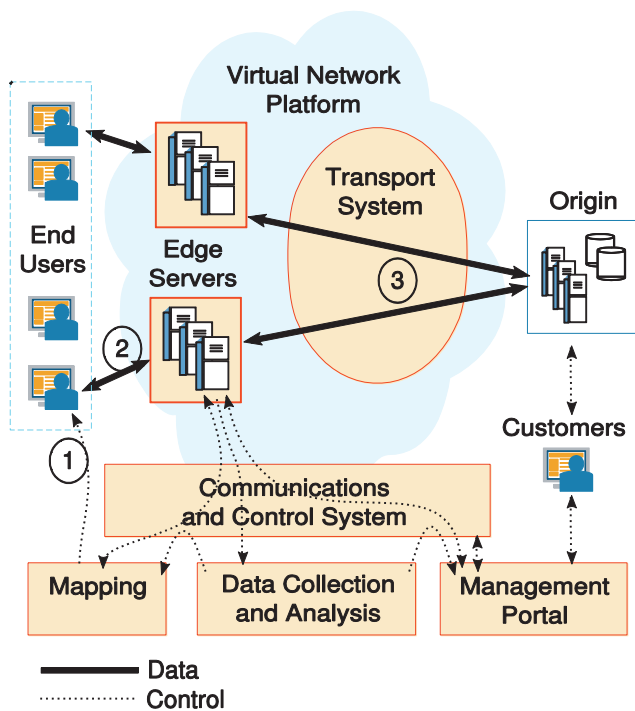 Virtual Network
Platform
Transport
System
Origin
End
Users
Edge
Servers
3
2
Customers
1
Communications
and Control System
Mapping
Data Collection
and Analysis
Management
Portal
Data
Control